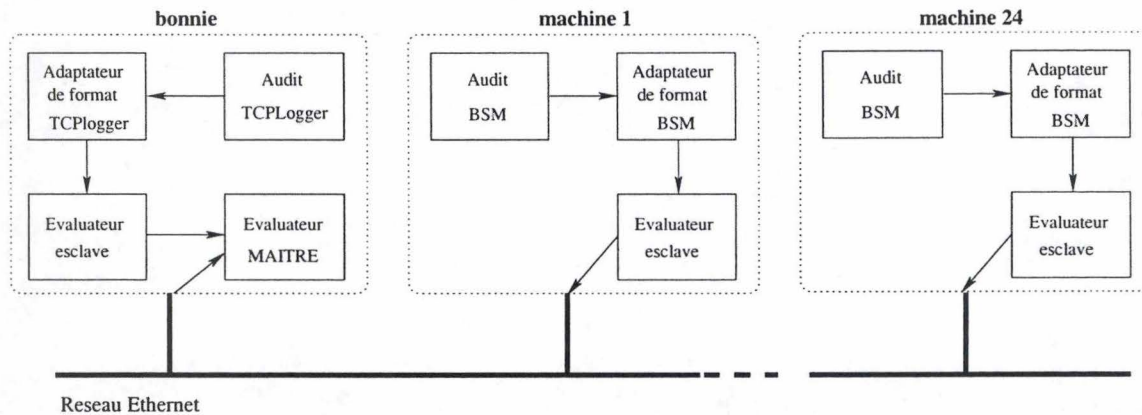 bonnie
Adaptateur
de format
TCPlogger
Audit
TCPLogger
Evaluateur
esclave
Evaluateur
MAITRE
machine 1
Audit
BSM
Adaptateur
de format
BSM
Evaluateur
esclave
machine 24
Audit
BSM
Adaptateur
de format
BSM
Evaluateur
esclave
Reseau Ethernet